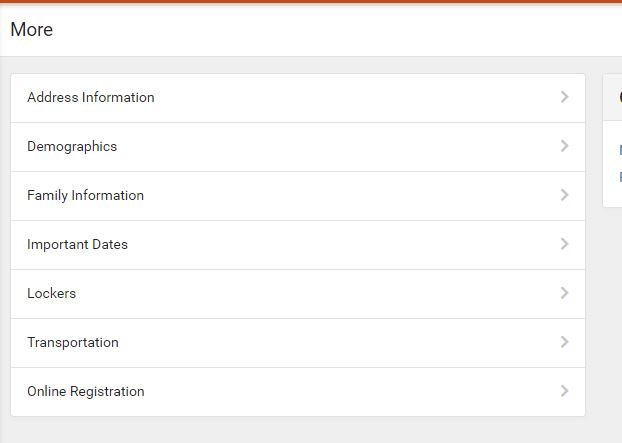 More
Address Information
Demographics
Family Information
Important Dates
Lockers
Transportation
Online Registration